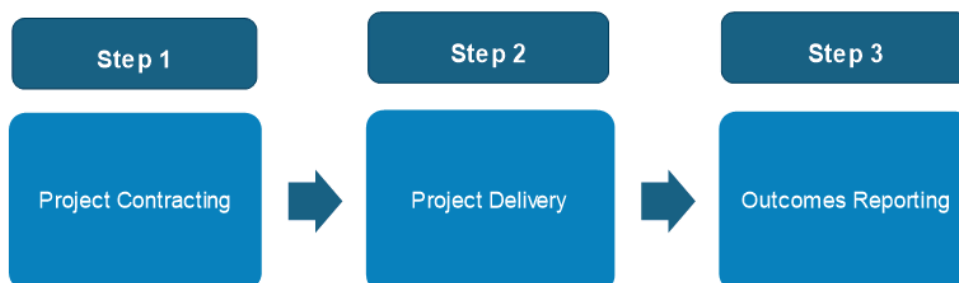 Step 1
Step 2
Step 3
Project Contracting
Project Delivery
Outcomes Reporting